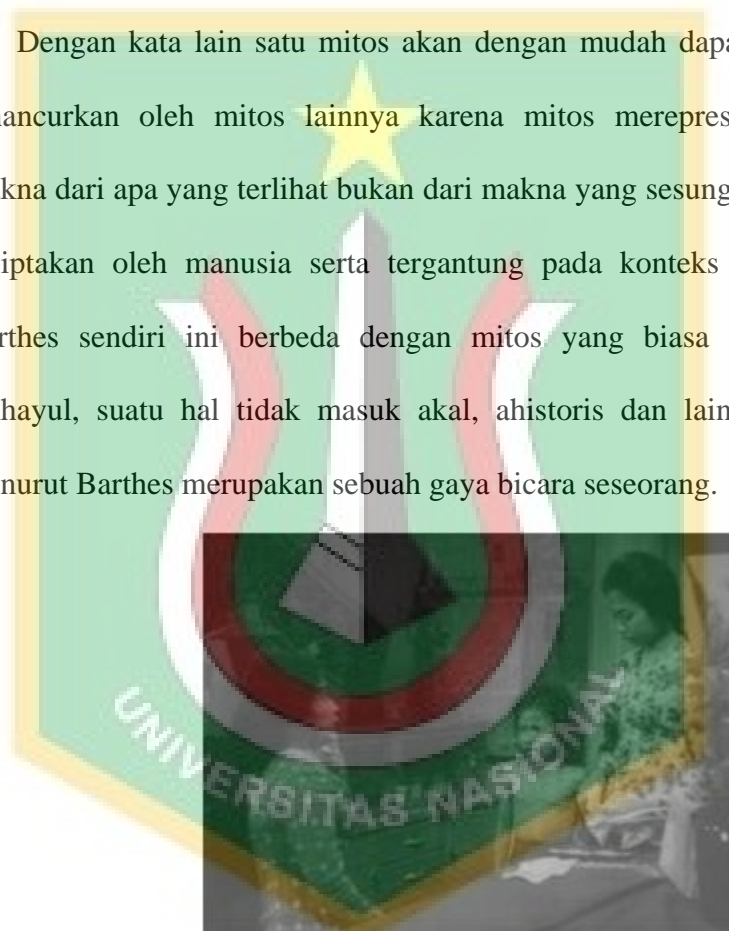 Dengan kata lain satu mitos akan dengan mudah dapa
ancurkan oleh mitos lainnya karena mitos merepres
kna dari apa yang terlihat bukan dari makna yang sesung
iptakan oleh manusia serta tergantung pada konteks
rthes sendiri ini berbeda dengan mitos yang biasa
hayul, suatu hal tidak masuk akal, ahistoris dan lain
nurut Barthes merupakan sebuah gaya bicara seseorang.
UNIVERSITAS NASIONAL